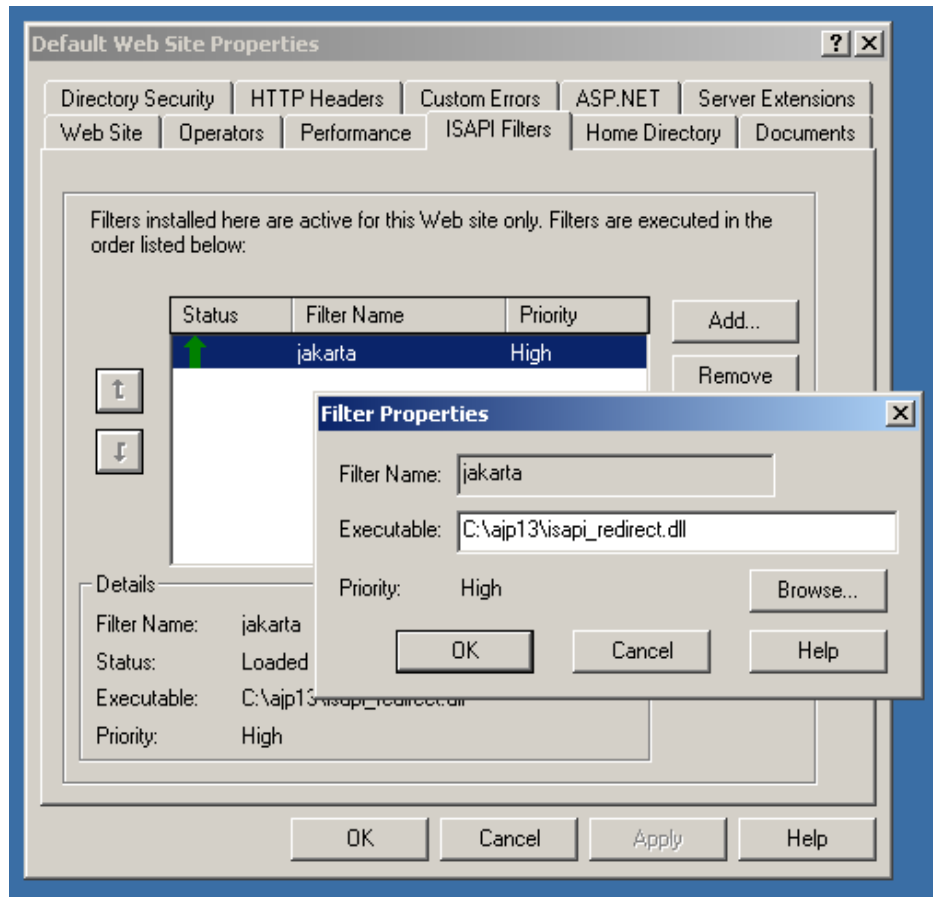 Default Web Site Properties
Directory Security HTTP Headers Custom Errors ASP.NET Server Extensions
Web Site Operators Performance ISAPI Filters Home Directory Documents
Filters installed here are active for this Web site only. Filters are executed in the
order listed below:
Status Filter Name Priority
jakarta High
Add...
Remove
Filter Properties
Filter Name: jakarta
Executable: C:\ajp13\isapi_redirect.dll
Priority: High
Browse...
OK Cancel Help
Details
Filter Name: jakarta
Status: Loaded
Executable: C:\ajp13\isapi_redirect.dll
Priority: High
OK Cancel Apply Help